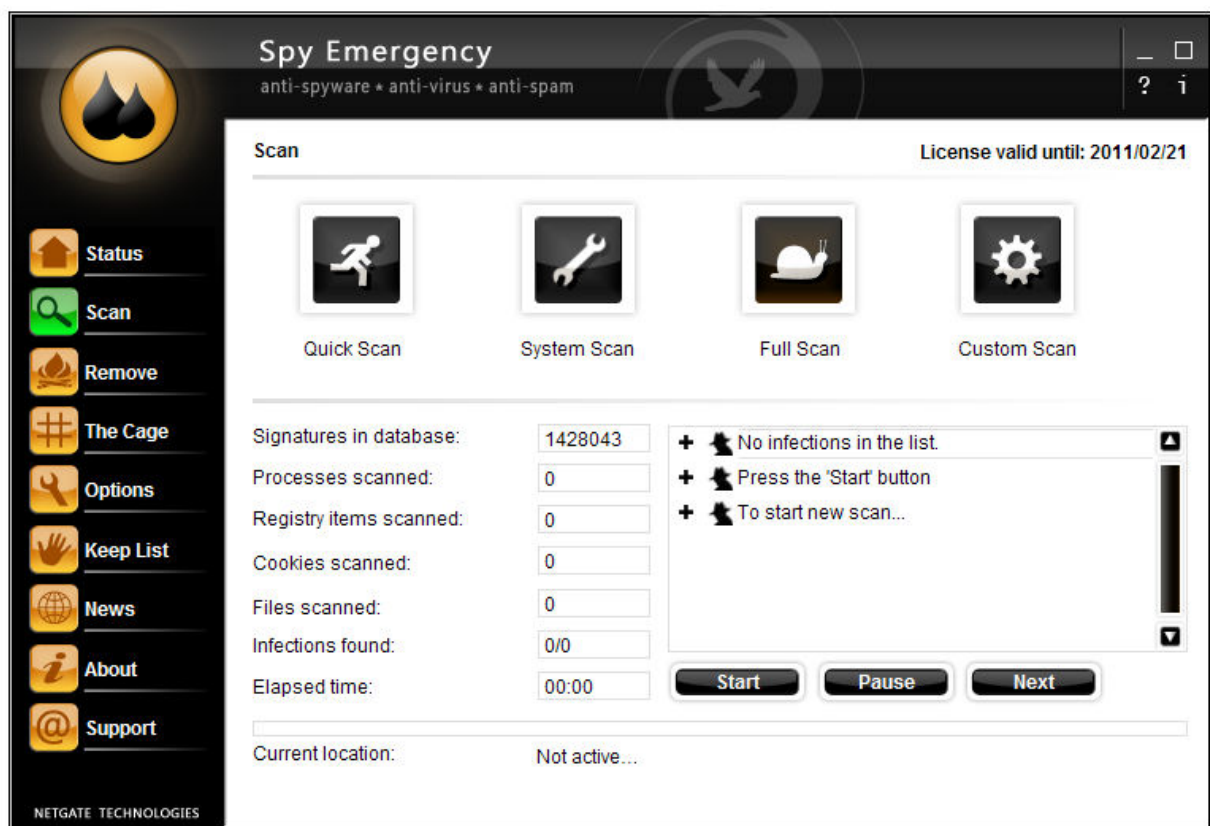 Spy Emergency
anti-spyware ★ anti-virus ★ anti-spam
? i
Scan
License valid until: 2011/02/21
Status
Scan
Remove
The Cage
Options
Keep List
News
About
Support
NETGATE TECHNOLOGIES
Quick Scan
System Scan
Full Scan
Custom Scan
Signatures in database: 1428043
Processes scanned: 0
Registry items scanned: 0
Cookies scanned: 0
Files scanned: 0
Infections found: 0/0
Elapsed time: 00:00
No infections in the list.
Press the 'Start' button
To start new scan...
Start
Pause
Next
Current location: Not active...